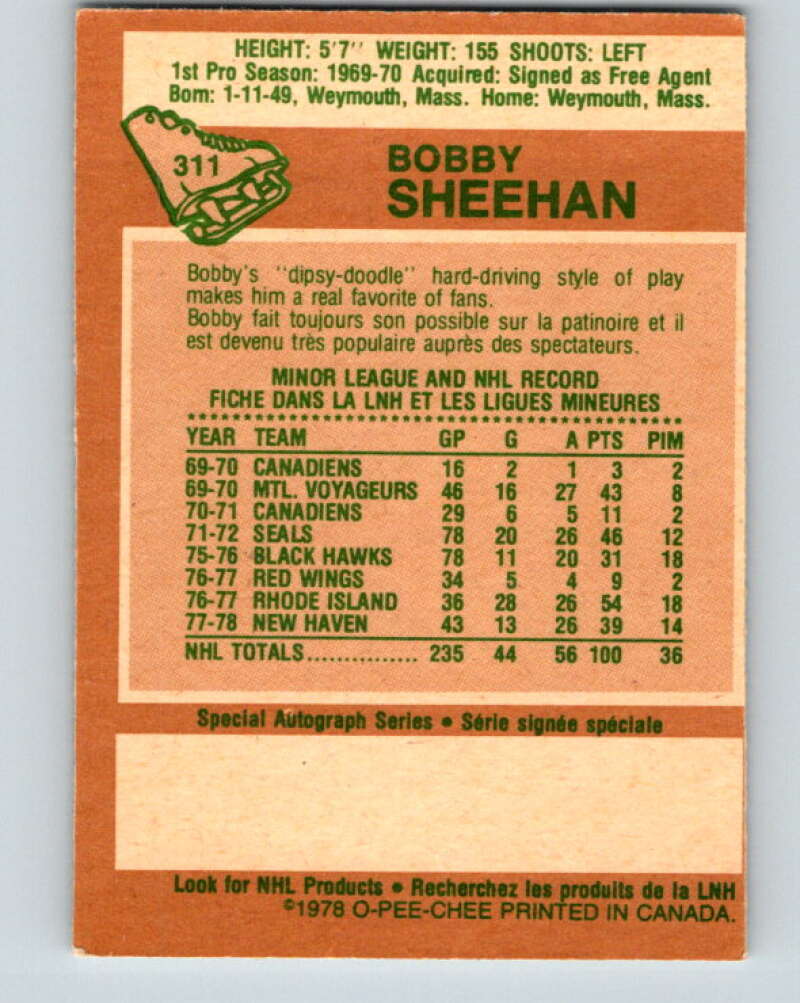 HEIGHT: 5'7" WEIGHT: 155 SHOOTS: LEFT
1st Pro Season: 1969-70 Acquired: Signed as Free Agent
Born: 1-11-49, Weymouth, Mass. Home: Weymouth, Mass.
311
BOBBY
SHEEHAN
Bobby's "dipsy-doodle" hard-driving style of play
makes him a real favorite of fans.
Bobby fait toujours son possible sur la patinoire et il
est devenu très populaire auprès des spectateurs.
MINOR LEAGUE AND NHL RECORD
FICHE DANS LA LNH ET LES LIGUES MINEURES
YEAR TEAM GP G A PTS PIM
69-70 CANADIENS 16 2 1 3 2
69-70 MTL. VOYAGEURS 46 16 27 43 8
70-71 CANADIENS 29 6 5 11 2
71-72 SEALS 78 20 26 46 12
75-76 BLACK HAWKS 78 11 20 31 18
76-77 RED WINGS 34 5 4 9 2
76-77 RHODE ISLAND 36 28 26 54 18
77-78 NEW HAVEN 43 13 26 39 14
NHL TOTALS............... 235 44 56 100 36
Special Autograph Series • Série signée spéciale
Look for NHL Products • Recherchez les produits de la LNH
©1978 O-PEE-CHEE PRINTED IN CANADA.